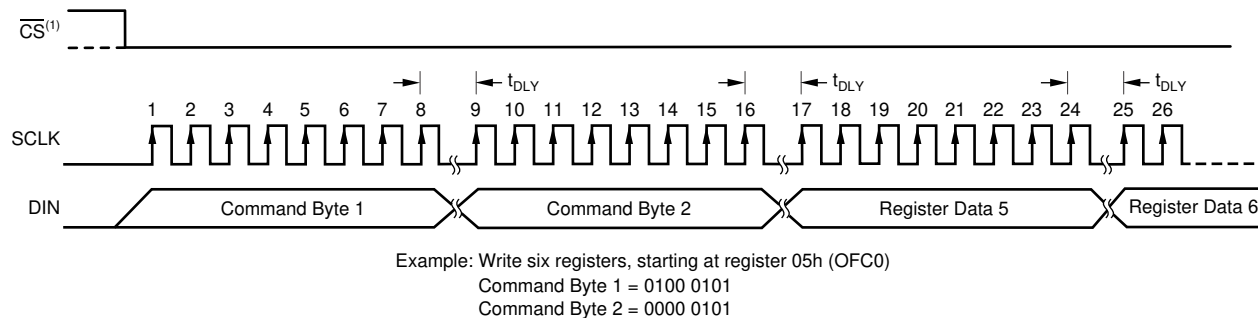 CS(1)
tDLY tDLY tDLY
1 2 3 4 5 6 7 8 9 10 11 12 13 14 15 16 17 18 19 20 21 22 23 24 25 26
SCLK
DIN Command Byte 1 Command Byte 2 Register Data 5 Register Data 6
Example: Write six registers, starting at register 05h (OFC0)
Command Byte 1 = 0100 0101
Command Byte 2 = 0000 0101